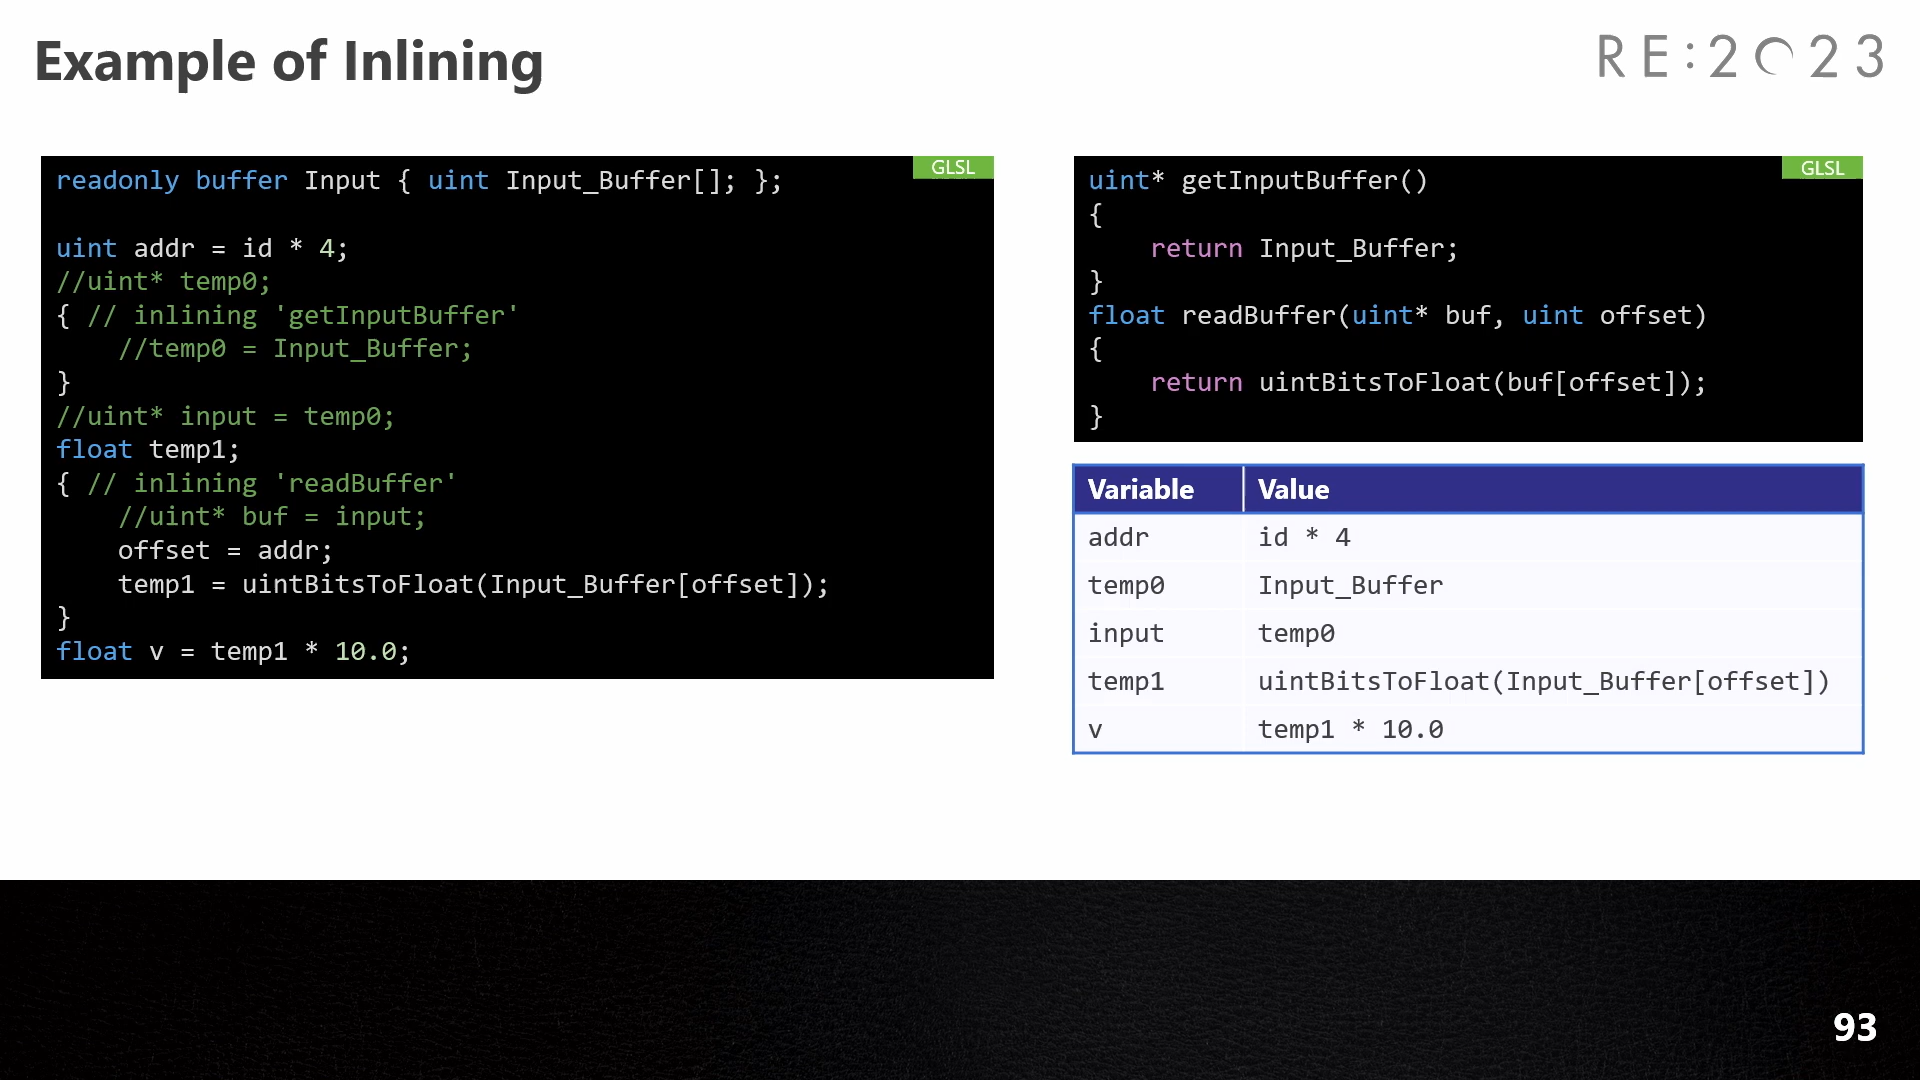 Example of Inlining
RE:2023
GLSL
readonly buffer Input { uint Input_Buffer[]; };
uint addr = id * 4;
//uint* temp0;
{ // inlining 'getInputBuffer'
    //temp0 = Input_Buffer;
}
//uint* input = temp0;
float temp1;
{ // inlining 'readBuffer'
    //uint* buf = input;
    offset = addr;
    temp1 = uintBitsToFloat(Input_Buffer[offset]);
}
float v = temp1 * 10.0;
GLSL
uint* getInputBuffer()
{
    return Input_Buffer;
}
float readBuffer(uint* buf, uint offset)
{
    return uintBitsToFloat(buf[offset]);
}
Variable Value
addr id * 4
temp0 Input_Buffer
input temp0
temp1 uintBitsToFloat(Input_Buffer[offset])
v temp1 * 10.0
93